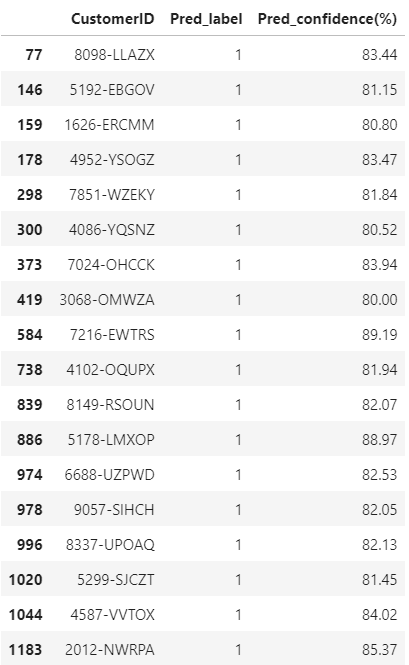 CustomerID Pred_label Pred_confidence(%)
77 8098-LLAZX 1 83.44
146 5192-EBGOV 1 81.15
159 1626-ERCMM 1 80.80
178 4952-YSOGZ 1 83.47
298 7851-WZEKY 1 81.84
300 4086-YQSNZ 1 80.52
373 7024-OHCCK 1 83.94
419 3068-OMWZA 1 80.00
584 7216-EWTRS 1 89.19
738 4102-OQUPX 1 81.94
839 8149-RSOUN 1 82.07
886 5178-LMXOP 1 88.97
974 6688-UZPWD 1 82.53
978 9057-SIHCH 1 82.05
996 8337-UPOAQ 1 82.13
1020 5299-SJCZT 1 81.45
1044 4587-VVTOX 1 84.02
1183 2012-NWRPA 1 85.37